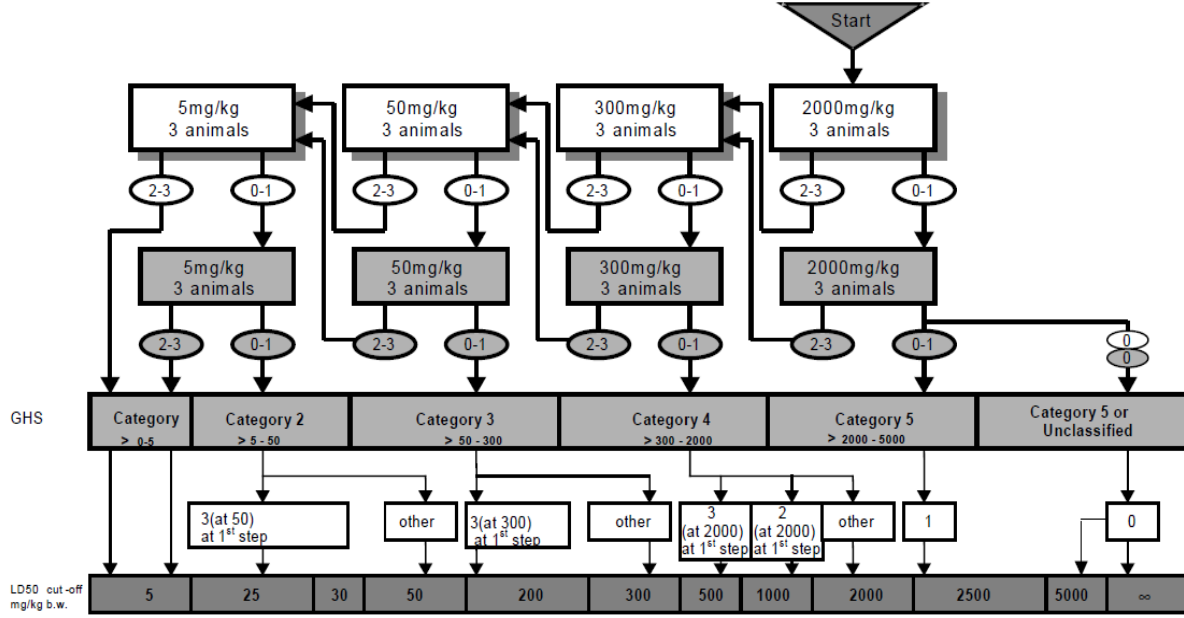 Start
5mg/kg
3 animals
50mg/kg
3 animals
300mg/kg
3 animals
2000mg/kg
3 animals
2-3
0-1
2-3
0-1
2-3
0-1
2-3
0-1
5mg/kg
3 animals
50mg/kg
3 animals
300mg/kg
3 animals
2000mg/kg
3 animals
2-3
0-1
2-3
0-1
2-3
0-1
2-3
0-1
0
0
GHS
Category
> 0-5
Category 2
> 5 - 50
Category 3
> 50 - 300
Category 4
> 300 - 2000
Category 5
> 2000 - 5000
Category 5 or
Unclassified
3(at 50)
at 1st step
other
3(at 300)
at 1st step
other
3
(at 2000)
at 1st step
2
(at 2000)
at 1st step
other
1
0
LD50 cut-off
mg/kg b.w.
5
25
30
50
200
300
500
1000
2000
2500
5000
∞